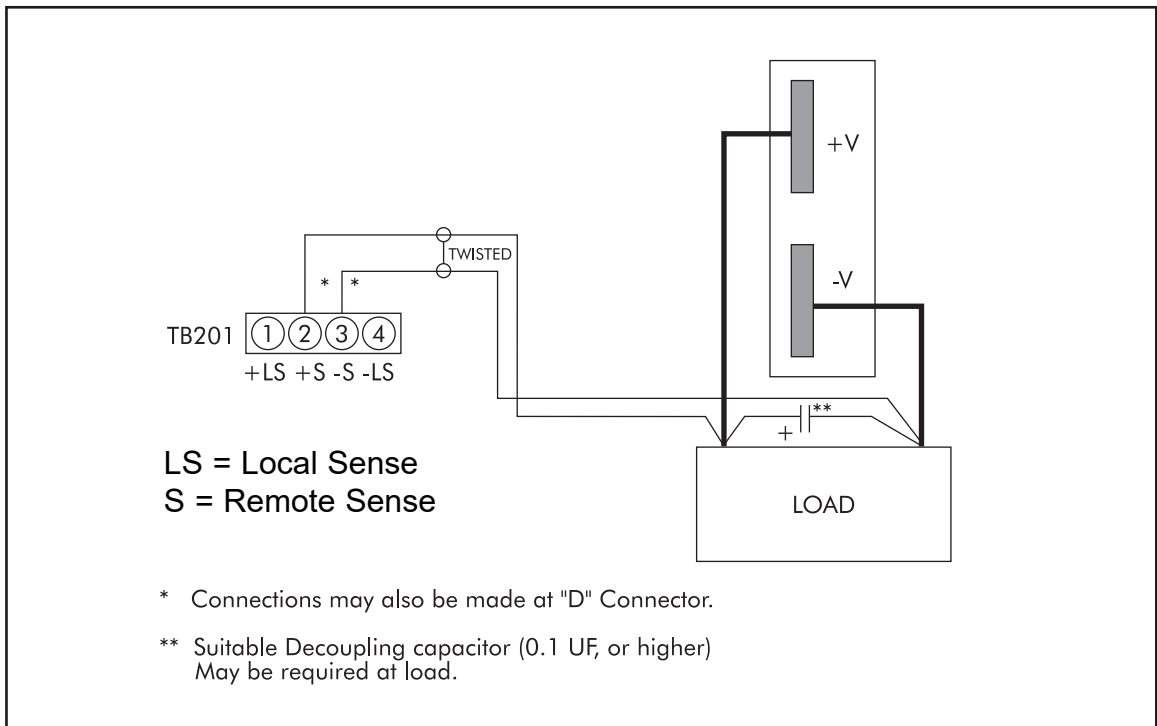 +V
TWISTED
* *
-V
TB201 1 2 3 4
+LS +S -S -LS
**
+
LS = Local Sense
S = Remote Sense
LOAD
* Connections may also be made at "D" Connector.
** Suitable Decoupling capacitor (0.1 UF, or higher)
May be required at load.